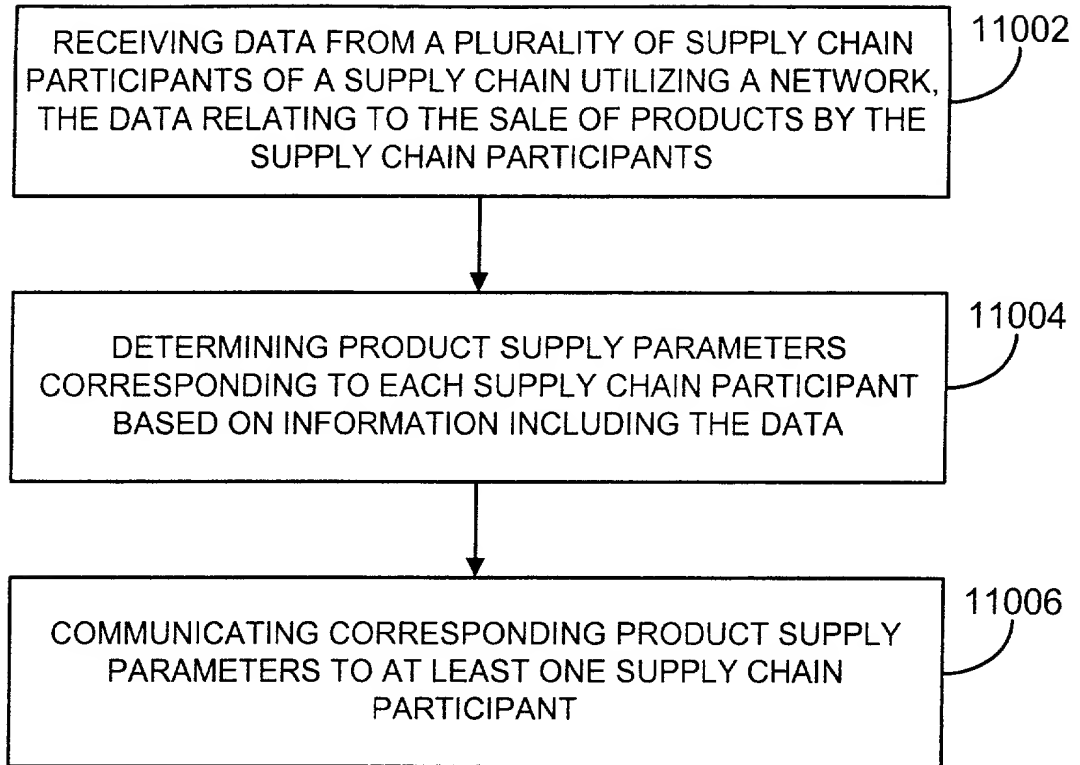 RECEIVING DATA FROM A PLURALITY OF SUPPLY CHAIN
PARTICIPANTS OF A SUPPLY CHAIN UTILIZING A NETWORK,
THE DATA RELATING TO THE SALE OF PRODUCTS BY THE
SUPPLY CHAIN PARTICIPANTS
11002
DETERMINING PRODUCT SUPPLY PARAMETERS
CORRESPONDING TO EACH SUPPLY CHAIN PARTICIPANT
BASED ON INFORMATION INCLUDING THE DATA
11004
COMMUNICATING CORRESPONDING PRODUCT SUPPLY
PARAMETERS TO AT LEAST ONE SUPPLY CHAIN
PARTICIPANT
11006